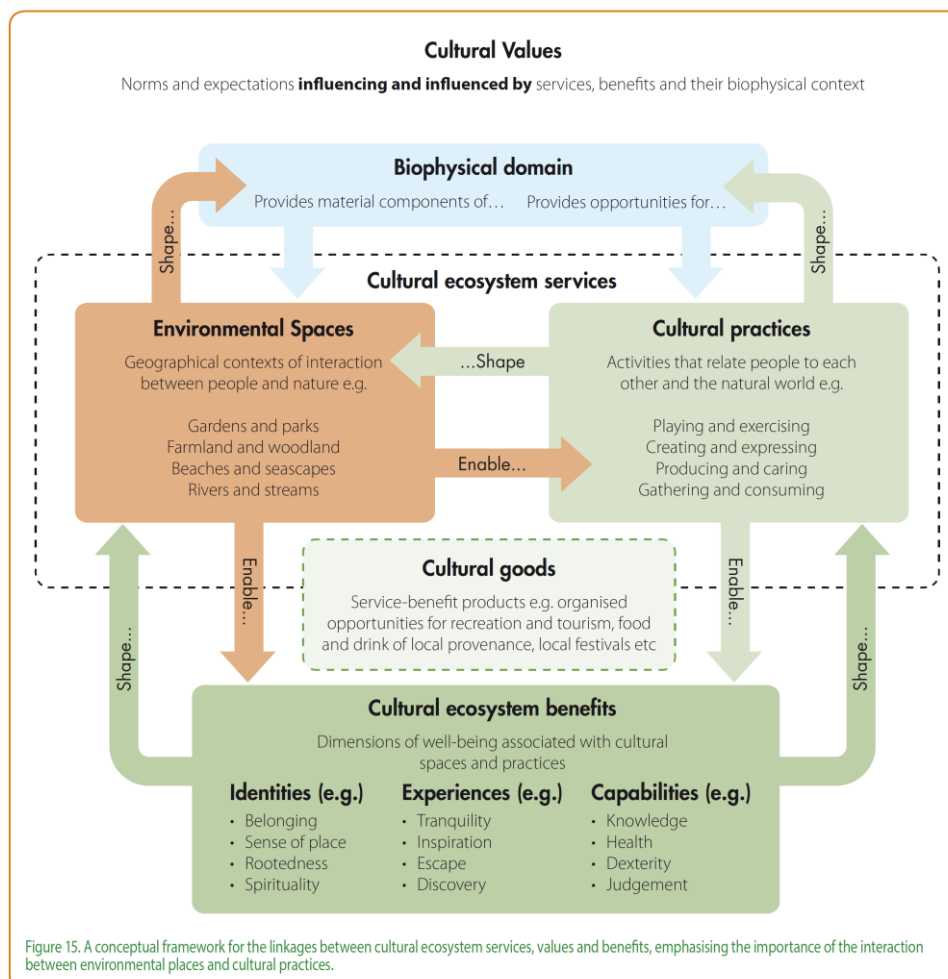 Cultural Values
Norms and expectations influencing and influenced by services, benefits and their biophysical context
Biophysical domain
Provides material components of…
Provides opportunities for…
Shape…
Shape…
Cultural ecosystem services
Environmental Spaces
Geographical contexts of interaction
between people and nature e.g.
Gardens and parks
Farmland and woodland
Beaches and seascapes
Rivers and streams
…Shape
Enable…
Cultural practices
Activities that relate people to each
other and the natural world e.g.
Playing and exercising
Creating and expressing
Producing and caring
Gathering and consuming
Enable…
Cultural goods
Service-benefit products e.g. organised
opportunities for recreation and tourism, food
and drink of local provenance, local festivals etc
Enable…
Shape…
Shape…
Cultural ecosystem benefits
Dimensions of well-being associated with cultural
spaces and practices
Identities (e.g.)
• Belonging
• Sense of place
• Rootedness
• Spirituality
Experiences (e.g.)
• Tranquility
• Inspiration
• Escape
• Discovery
Capabilities (e.g.)
• Knowledge
• Health
• Dexterity
• Judgement
Figure 15. A conceptual framework for the linkages between cultural ecosystem services, values and benefits, emphasising the importance of the interaction
between environmental places and cultural practices.